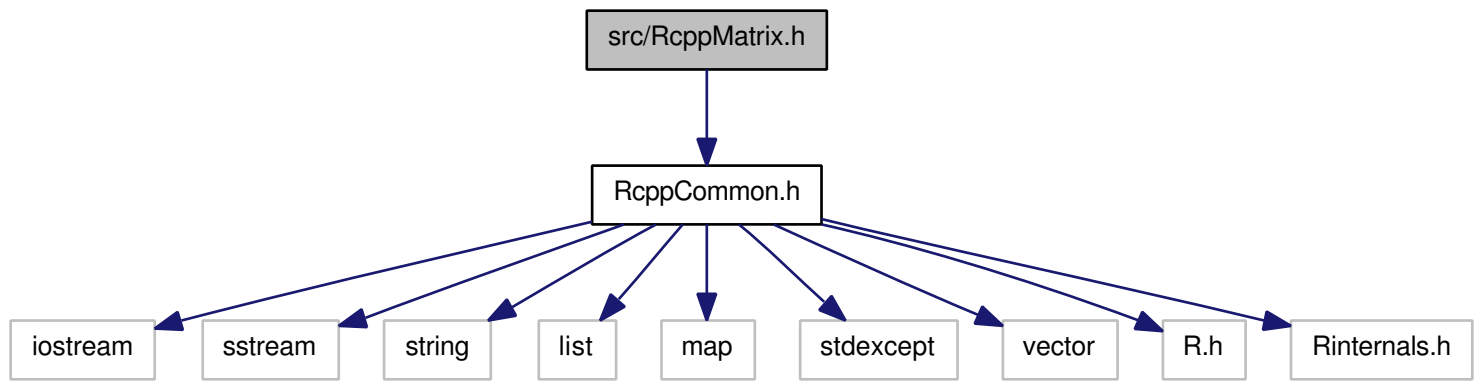 src/RcppMatrix.h
RcppCommon.h
iostream
sstream
string
list
map
stdexcept
vector
R.h
Rinternals.h